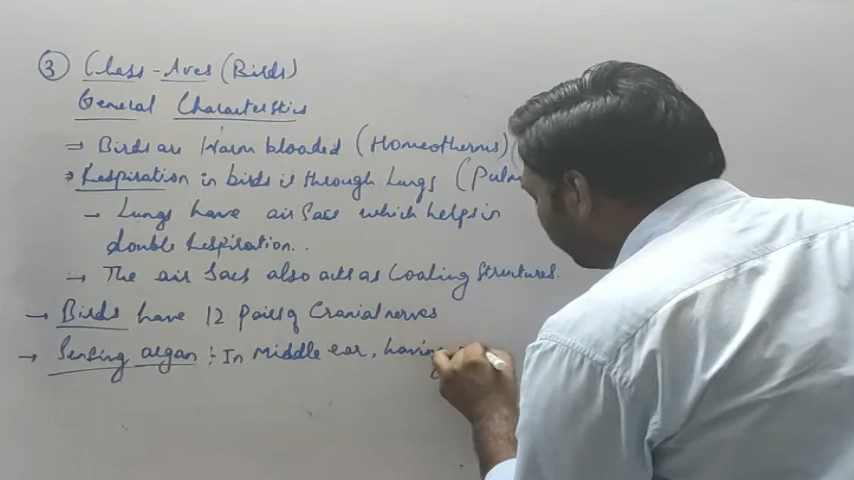 ③ Class - Aves (Birds)
General Characteristics
⇒ Birds are Warm blooded (Homeotherms) (
→ Respiration in birds is through Lungs (Pulm
→ Lungs have air Sacs which helps in
double Respiration..
→ The air Sacs also acts as Cooling Structures.
→ Birds have 12 Pairs of Cranial nerves
→ Sensing organ : In Middle ear, having